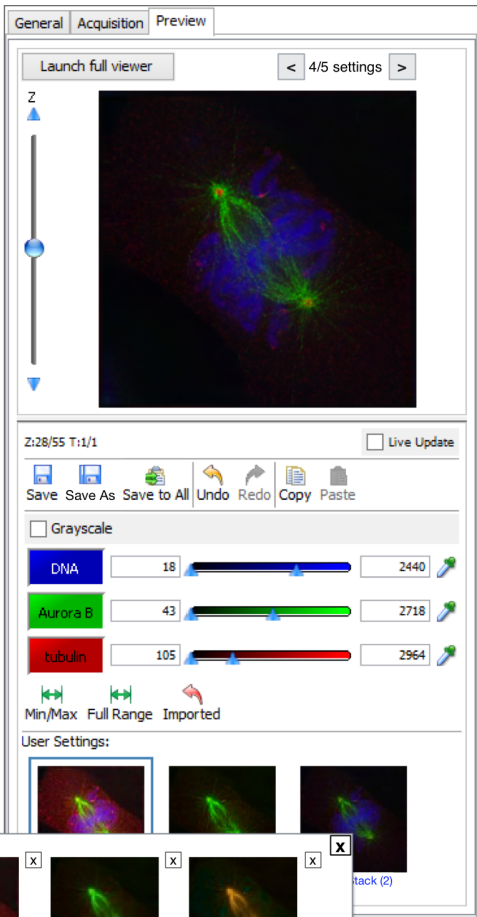 General Acquisition Preview
Launch full viewer < 4/5 settings >
Z
Z:28/55 T:1/1 Live Update
Save Save As Save to All Undo Redo Copy Paste
Grayscale
DNA 18 2440
Aurora B 43 2718
tubulin 105 2964
Min/Max Full Range Imported
User Settings:
x
x x x
tack (2)